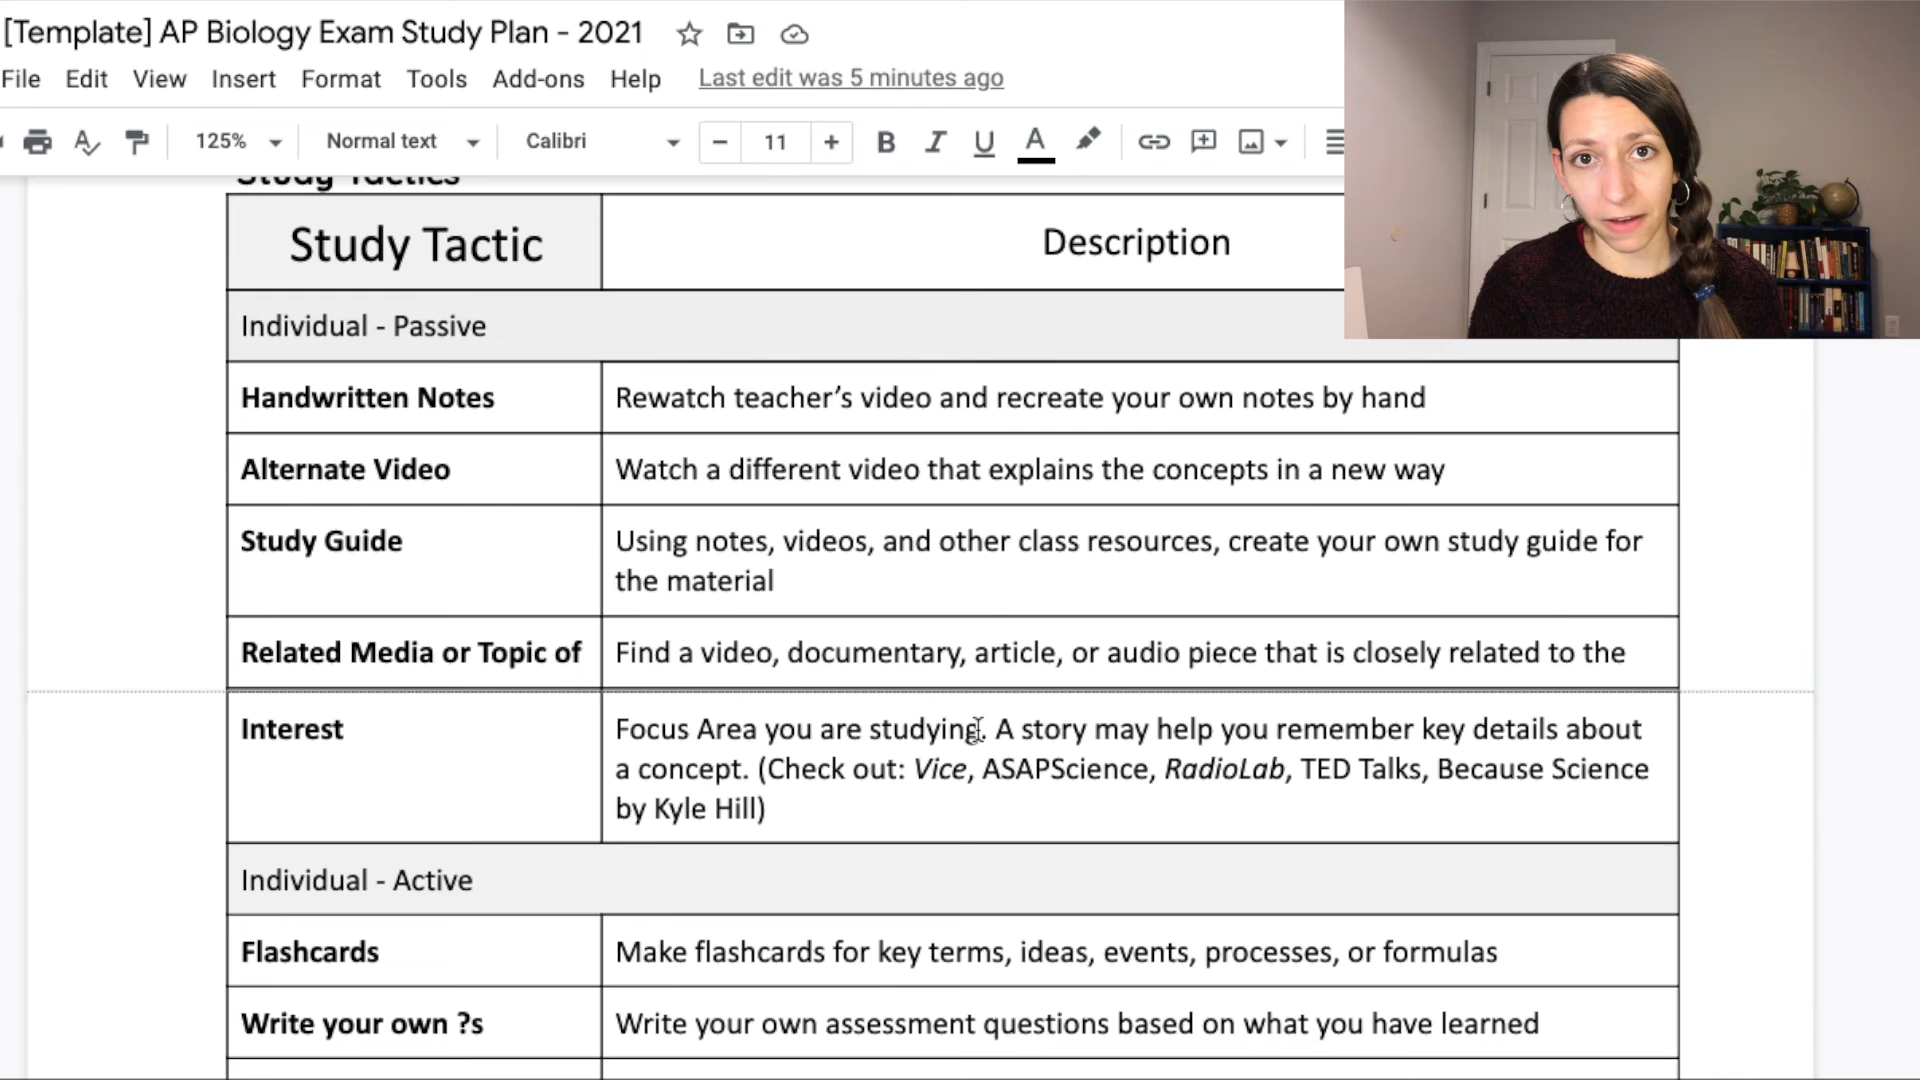 [Template] AP Biology Exam Study Plan - 2021
File Edit View Insert Format Tools Add-ons Help Last edit was 5 minutes ago
125% Normal text Calibri 11 B I U A
Study Tactics
Study Tactic Description
Individual - Passive
Handwritten Notes Rewatch teacher’s video and recreate your own notes by hand
Alternate Video Watch a different video that explains the concepts in a new way
Study Guide Using notes, videos, and other class resources, create your own study guide for
the material
Related Media or Topic of Find a video, documentary, article, or audio piece that is closely related to the
Interest Focus Area you are studying. A story may help you remember key details about
a concept. (Check out: Vice, ASAPScience, RadioLab, TED Talks, Because Science
by Kyle Hill)
Individual - Active
Flashcards Make flashcards for key terms, ideas, events, processes, or formulas
Write your own ?s Write your own assessment questions based on what you have learned